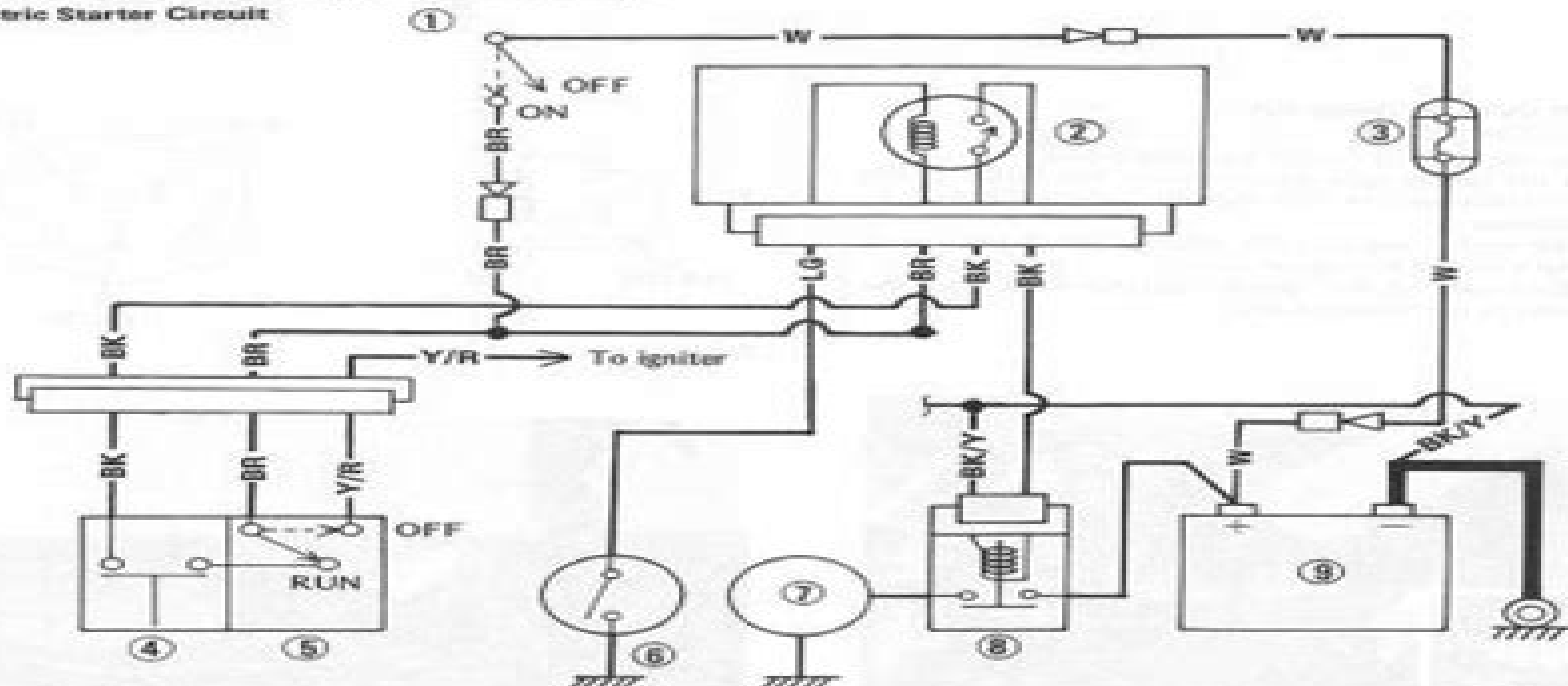 tric Starter Circuit
①
W
W
OFF
ON
②
③
BR
BR
LG
BR
BK
BK
W
BK
BR
Y/R
To igniter
BK
BR
Y/R
BK/Y
W
BK/Y
OFF
RUN
+
−
④
⑤
⑥
⑦
⑧
⑨